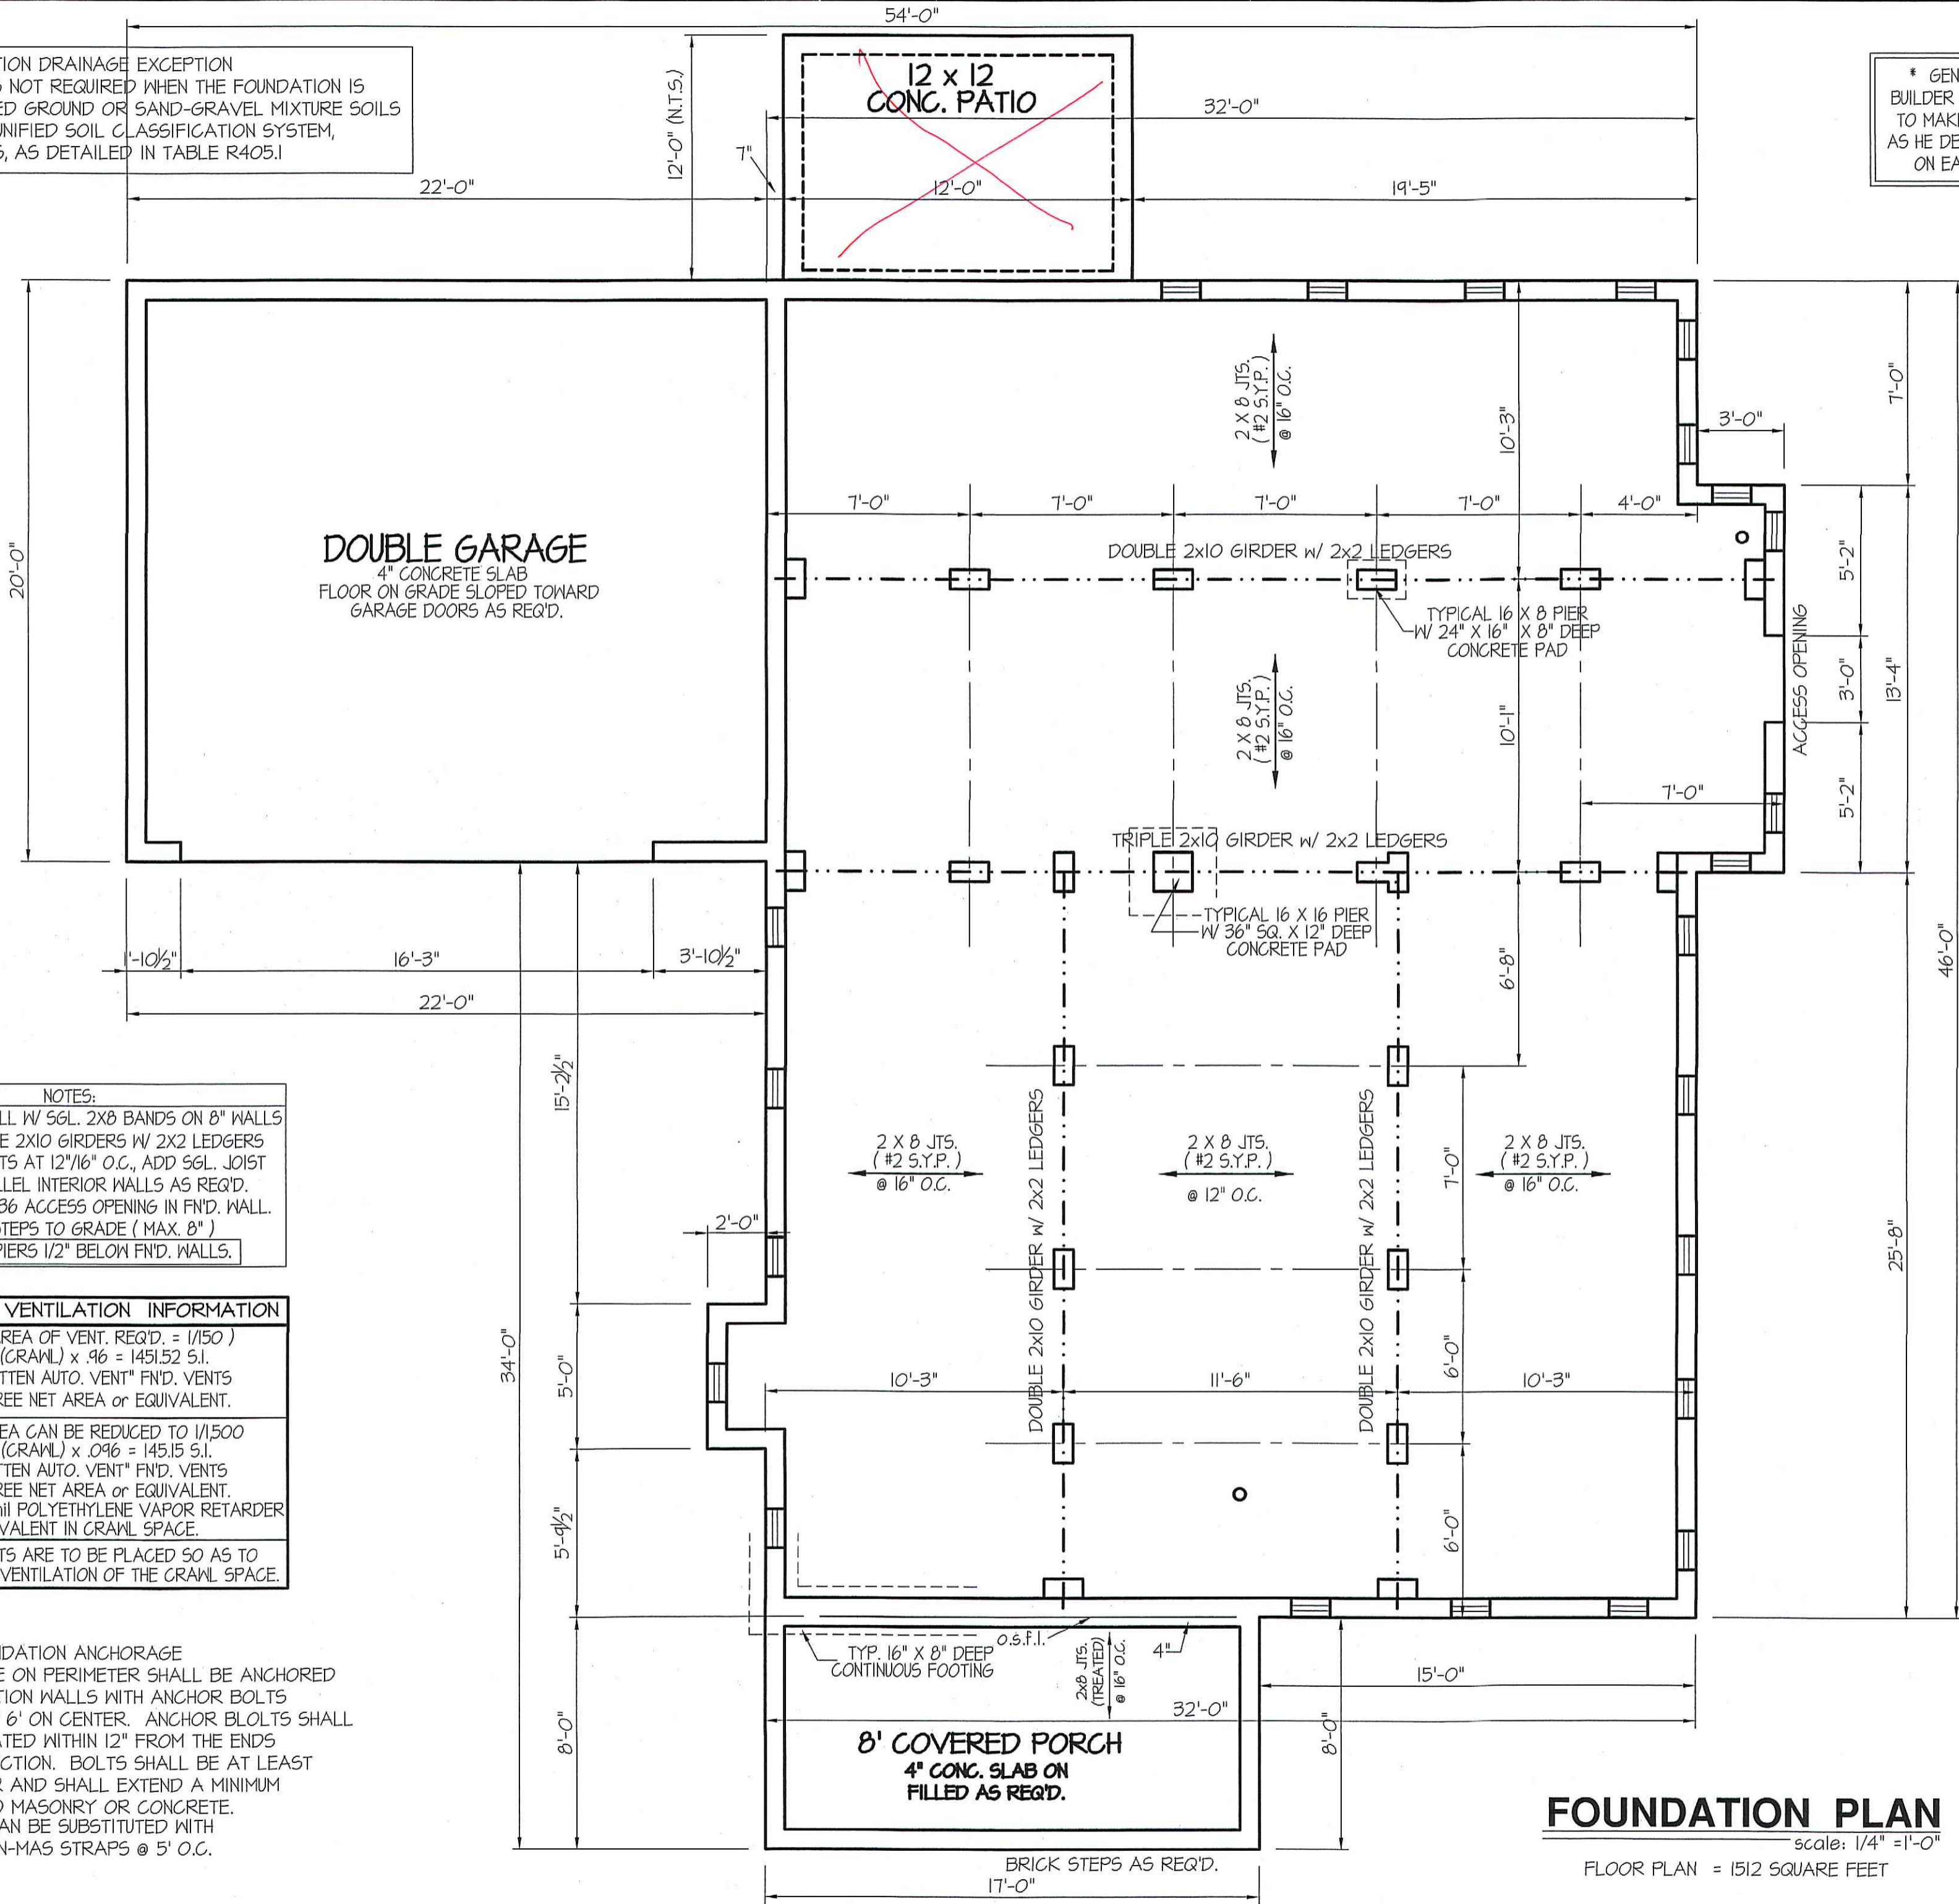 54'-0"
TION DRAINAGE EXCEPTION
NOT REQUIRED WHEN THE FOUNDATION IS
ED GROUND OR SAND-GRAVEL MIXTURE SOILS
UNIFIED SOIL CLASSIFICATION SYSTEM,
AS DETAILED IN TABLE R405.1
12'-0" (N.T.S.)
12 x 12
CONC. PATIO
32'-0"
* GEN
BUILDER
TO MAK
AS HE DE
ON EA
7"
22'-0"
12'-0"
19'-5"
20'-0"
DOUBLE GARAGE
4" CONCRETE SLAB
FLOOR ON GRADE SLOPED TOWARD
GARAGE DOORS AS REQ'D.
2 X 8 JTS.
( #2 S.Y.P. )
@ 16" O.C.
10'-3"
7'-0"
3'-0"
7'-0"
7'-0"
7'-0"
7'-0"
4'-0"
DOUBLE 2x10 GIRDER w/ 2x2 LEDGERS
TYPICAL 16 X 8 PIER
W/ 24" X 16" X 8" DEEP
CONCRETE PAD
2 X 8 JTS.
( #2 S.Y.P. )
@ 16" O.C.
10'-1"
ACCESS OPENING
5'-2"
3'-0"
13'-4"
5'-2"
7'-0"
TRIPLE 2x10 GIRDER w/ 2x2 LEDGERS
TYPICAL 16 X 16 PIER
W/ 36" SQ. X 12" DEEP
CONCRETE PAD
6'-8"
46'-0"
1'-10½"
16'-3"
3'-10½"
22'-0"
15'-2½"
NOTES:
LL W/ SGL. 2X8 BANDS ON 8" WALLS
E 2X10 GIRDERS W/ 2X2 LEDGERS
TS AT 12"/16" O.C., ADD SGL. JOIST
LLEL INTERIOR WALLS AS REQ'D.
36 ACCESS OPENING IN FN'D. WALL.
STEPS TO GRADE ( MAX. 8" )
PIERS 1/2" BELOW FN'D. WALLS.
2 X 8 JTS.
( #2 S.Y.P. )
@ 16" O.C.
DOUBLE 2x10 GIRDER w/ 2x2 LEDGERS
2 X 8 JTS.
( #2 S.Y.P. )
@ 12" O.C.
DOUBLE 2x10 GIRDER w/ 2x2 LEDGERS
7'-0"
2 X 8 JTS.
( #2 S.Y.P. )
@ 16" O.C.
2'-0"
25'-8"
VENTILATION INFORMATION
AREA OF VENT. REQ'D. = 1/150 )
(CRAWL) x .96 = 1451.52 S.I.
TTEN AUTO. VENT" FN'D. VENTS
REE NET AREA or EQUIVALENT.
EA CAN BE REDUCED TO 1/1,500
(CRAWL) x .096 = 145.15 S.I.
TTEN AUTO. VENT" FN'D. VENTS
REE NET AREA or EQUIVALENT.
mil POLYETHYLENE VAPOR RETARDER
IVALENT IN CRAWL SPACE.
TS ARE TO BE PLACED SO AS TO
VENTILATION OF THE CRAWL SPACE.
34'-0"
5'-0"
10'-3"
11'-6"
10'-3"
6'-0"
5'-9½"
6'-0"
NDATION ANCHORAGE
E ON PERIMETER SHALL BE ANCHORED
TION WALLS WITH ANCHOR BOLTS
6' ON CENTER. ANCHOR BLOLTS SHALL
ATED WITHIN 12" FROM THE ENDS
CTION. BOLTS SHALL BE AT LEAST
R AND SHALL EXTEND A MINIMUM
O MASONRY OR CONCRETE.
AN BE SUBSTITUTED WITH
N-MAS STRAPS @ 5' O.C.
TYP. 16" X 8" DEEP
CONTINUOUS FOOTING
o.s.f.l.
2x8 JTS.
(TREATED)
@ 16" O.C.
4"
15'-0"
32'-0"
8'-0"
8'-0"
8' COVERED PORCH
4" CONC. SLAB ON
FILLED AS REQ'D.
BRICK STEPS AS REQ'D.
17'-0"
FOUNDATION PLAN
scale: 1/4" =1'-0"
FLOOR PLAN = 1512 SQUARE FEET